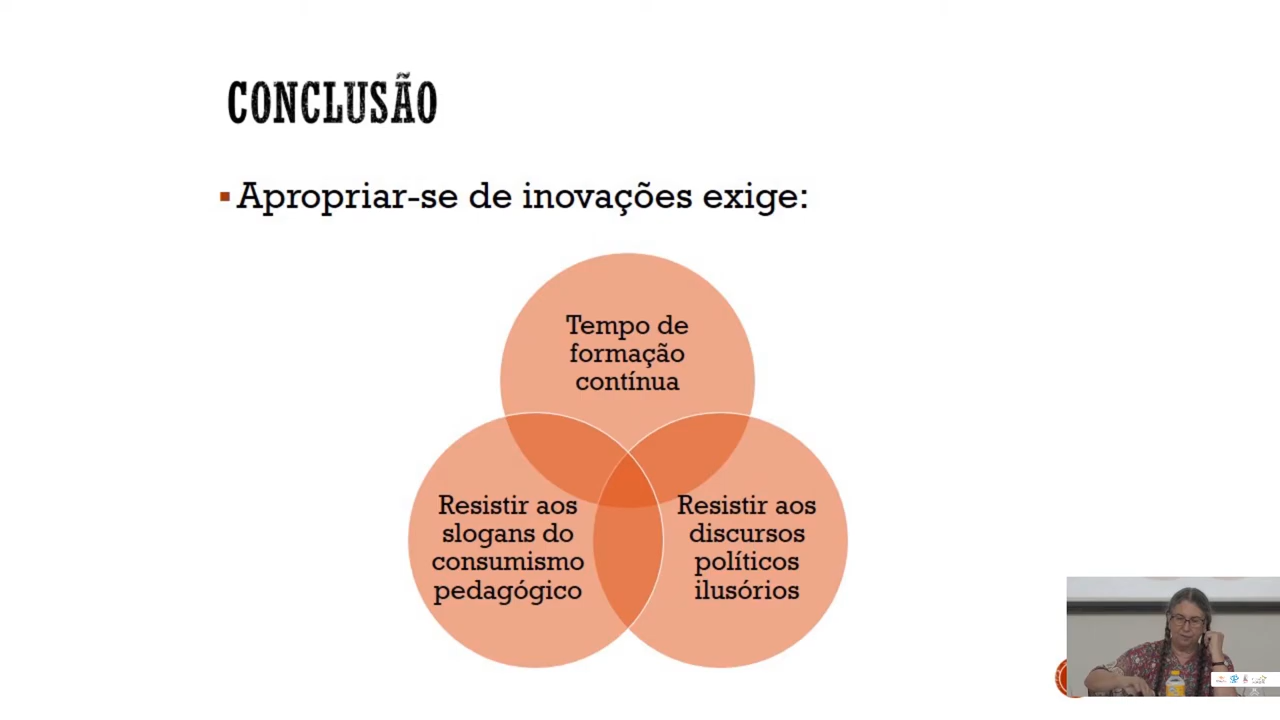 CONCLUSÃO
Apropriar-se de inovações exige:
Tempo de
formação
contínua
Resistir aos
slogans do
consumismo
pedagógico
Resistir aos
discursos
políticos
ilusórios